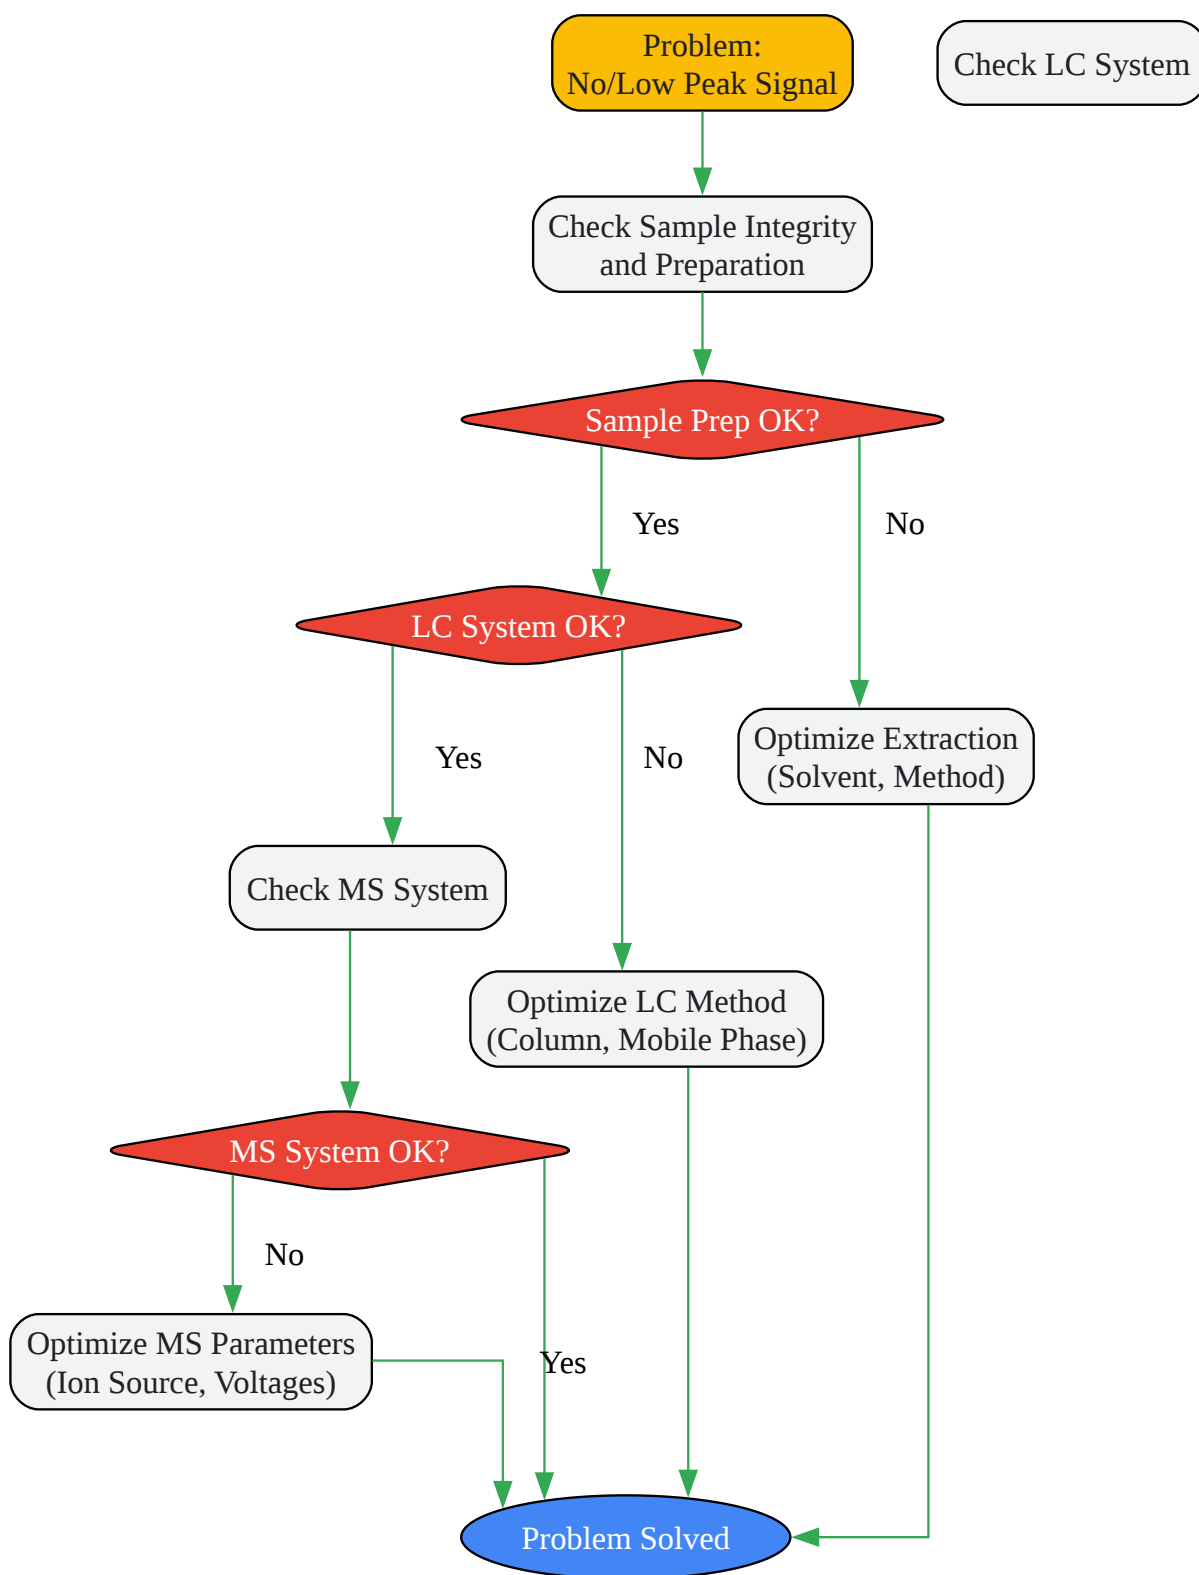 Problem:
No/Low Peak Signal
Check LC System
Check Sample Integrity
and Preparation
Sample Prep OK?
Yes
No
LC System OK?
Optimize Extraction
(Solvent, Method)
Yes
No
Check MS System
Optimize LC Method
(Column, Mobile Phase)
MS System OK?
No
Optimize MS Parameters
(Ion Source, Voltages)
Yes
Problem Solved